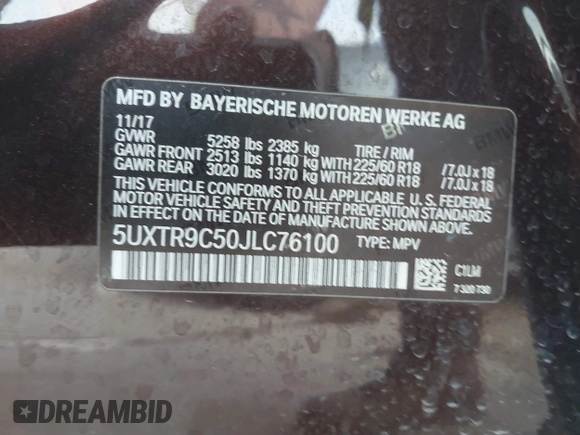 MFD BY BAYERISCHE MOTOREN WERKE AG
11/17
GVWR 5258 lbs 2385 kg TIRE / RIM
GAWR FRONT 2513 lbs 1140 kg WITH 225/60 R18 /7.0J x 18
GAWR REAR 3020 lbs 1370 kg WITH 225/60 R18 /7.0J x 18
THIS VEHICLE CONFORMS TO ALL APPLICABLE U. S. FEDERAL
MOTOR VEHICLE SAFETY AND THEFT PREVENTION STANDARDS
IN EFFECT ON THE DATE OF MANUFACTURE SHOWN ABOVE.
5UXTR9C50JLC76100 TYPE: MPV
C1LM
7 320 730
DREAMBID